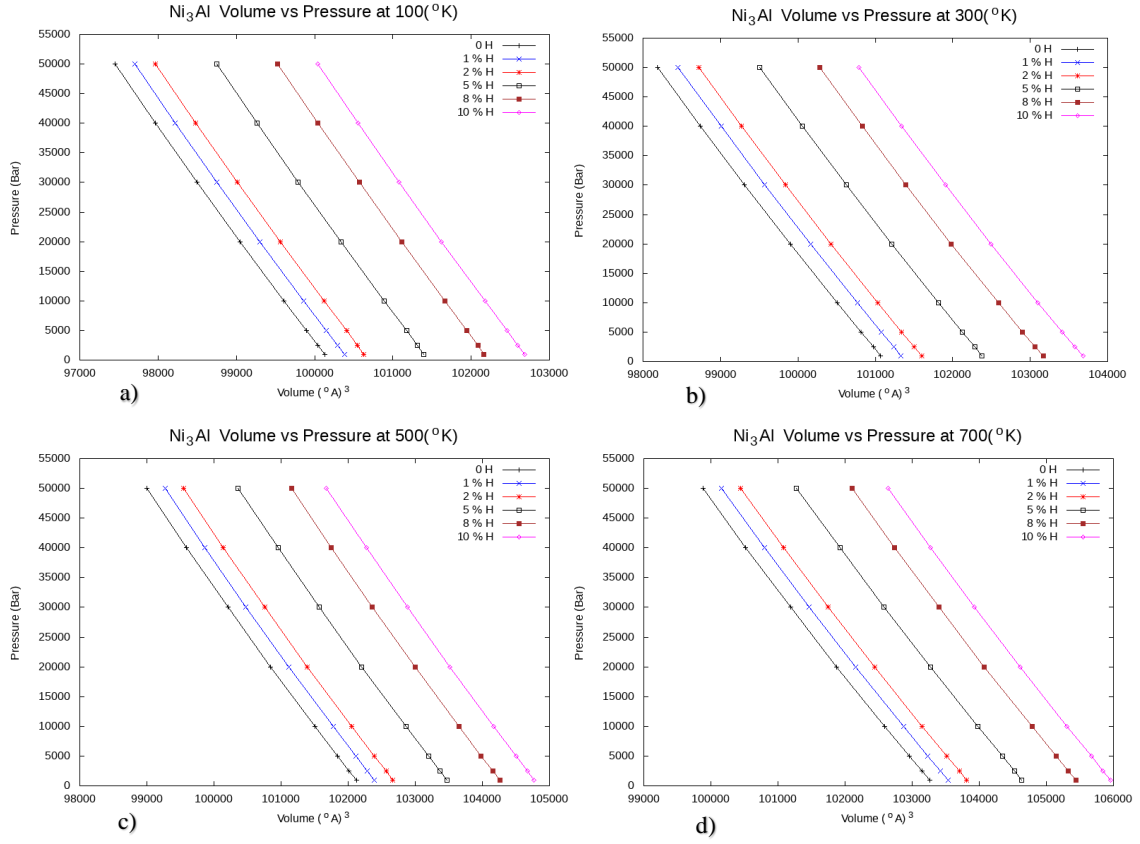 Ni3Al Volume vs Pressure at 100(oK)
55000
50000
45000
40000
35000
30000
25000
20000
15000
10000
5000
0
Pressure (Bar)
0 H
1 % H
2 % H
5 % H
8 % H
10 % H
97000 98000 99000 100000 101000 102000 103000
Volume ( o A) 3
a)
Ni3Al Volume vs Pressure at 300(oK)
55000
50000
45000
40000
35000
30000
25000
20000
15000
10000
5000
0
Pressure (Bar)
0 H
1 % H
2 % H
5 % H
8 % H
10 % H
98000 99000 100000 101000 102000 103000 104000
Volume ( o A) 3
b)
Ni3Al Volume vs Pressure at 500(oK)
55000
50000
45000
40000
35000
30000
25000
20000
15000
10000
5000
0
Pressure (Bar)
0 H
1 % H
2 % H
5 % H
8 % H
10 % H
98000 99000 100000 101000 102000 103000 104000 105000
Volume ( o A) 3
c)
Ni3Al Volume vs Pressure at 700(oK)
55000
50000
45000
40000
35000
30000
25000
20000
15000
10000
5000
0
Pressure (Bar)
0 H
1 % H
2 % H
5 % H
8 % H
10 % H
99000 100000 101000 102000 103000 104000 105000 106000
Volume ( o A) 3
d)